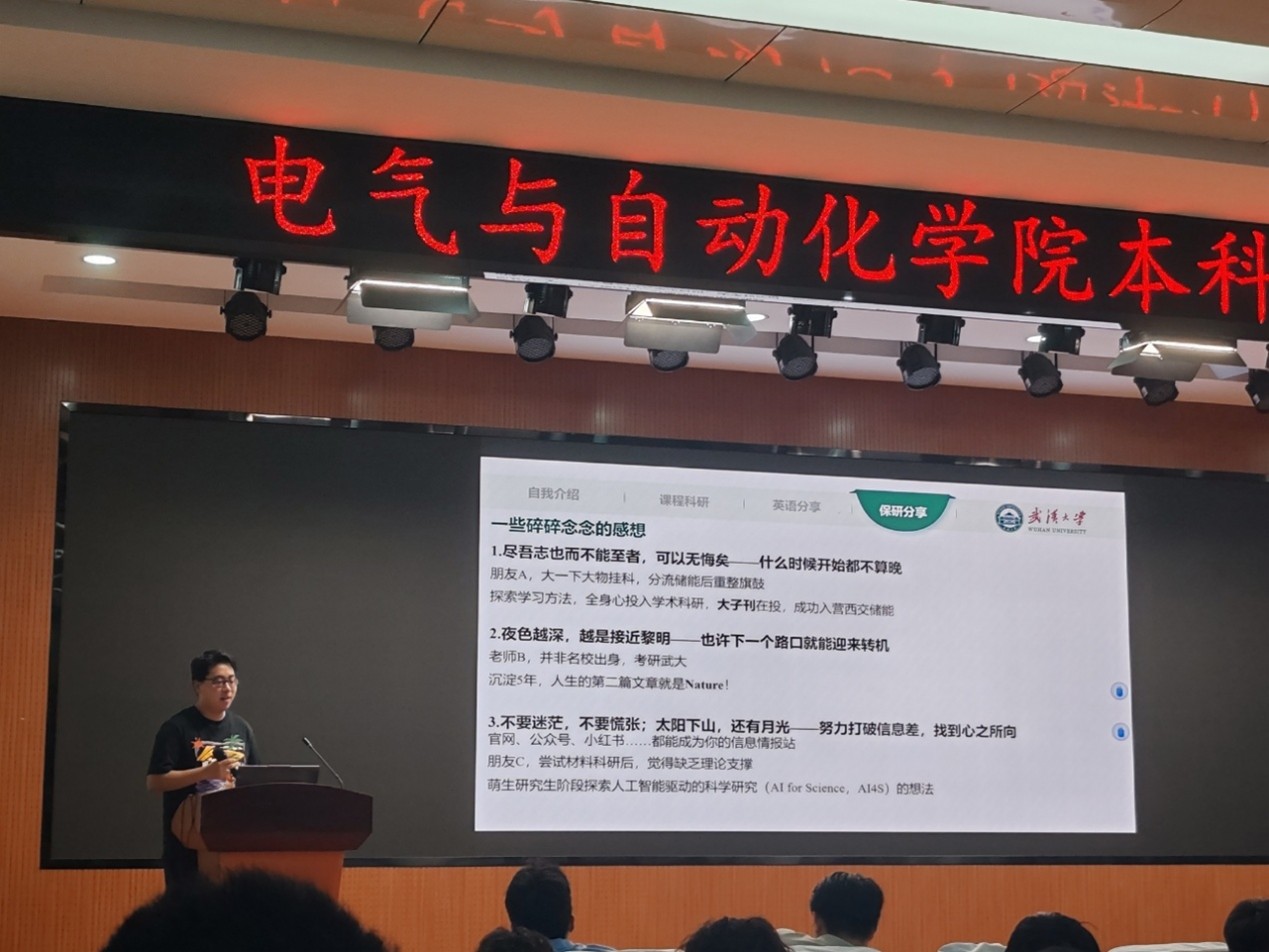 电气与自动化学院本科
自我介绍 | 课程科研 | 英语分享 保研分享
武汉大学
WUHAN UNIVERSITY
一些碎碎念念的感想
1.尽吾志也而不能至者，可以无悔矣——什么时候开始都不算晚
朋友A，大一下大物挂科，分流储能后重整旗鼓
探索学习方法，全身心投入学术科研，大子刊在投，成功入营西交储能
2.夜色越深，越是接近黎明——也许下一个路口就能迎来转机
老师B，并非名校出身，考研武大
沉淀5年，人生的第二篇文章就是Nature！
3.不要迷茫，不要慌张；太阳下山，还有月光——努力打破信息差，找到心之所向
官网、公众号、小红书……都能成为你的信息情报站
朋友C，尝试材料科研后，觉得缺乏理论支撑
萌生研究生阶段探索人工智能驱动的科学研究（AI for Science，AI4S）的想法